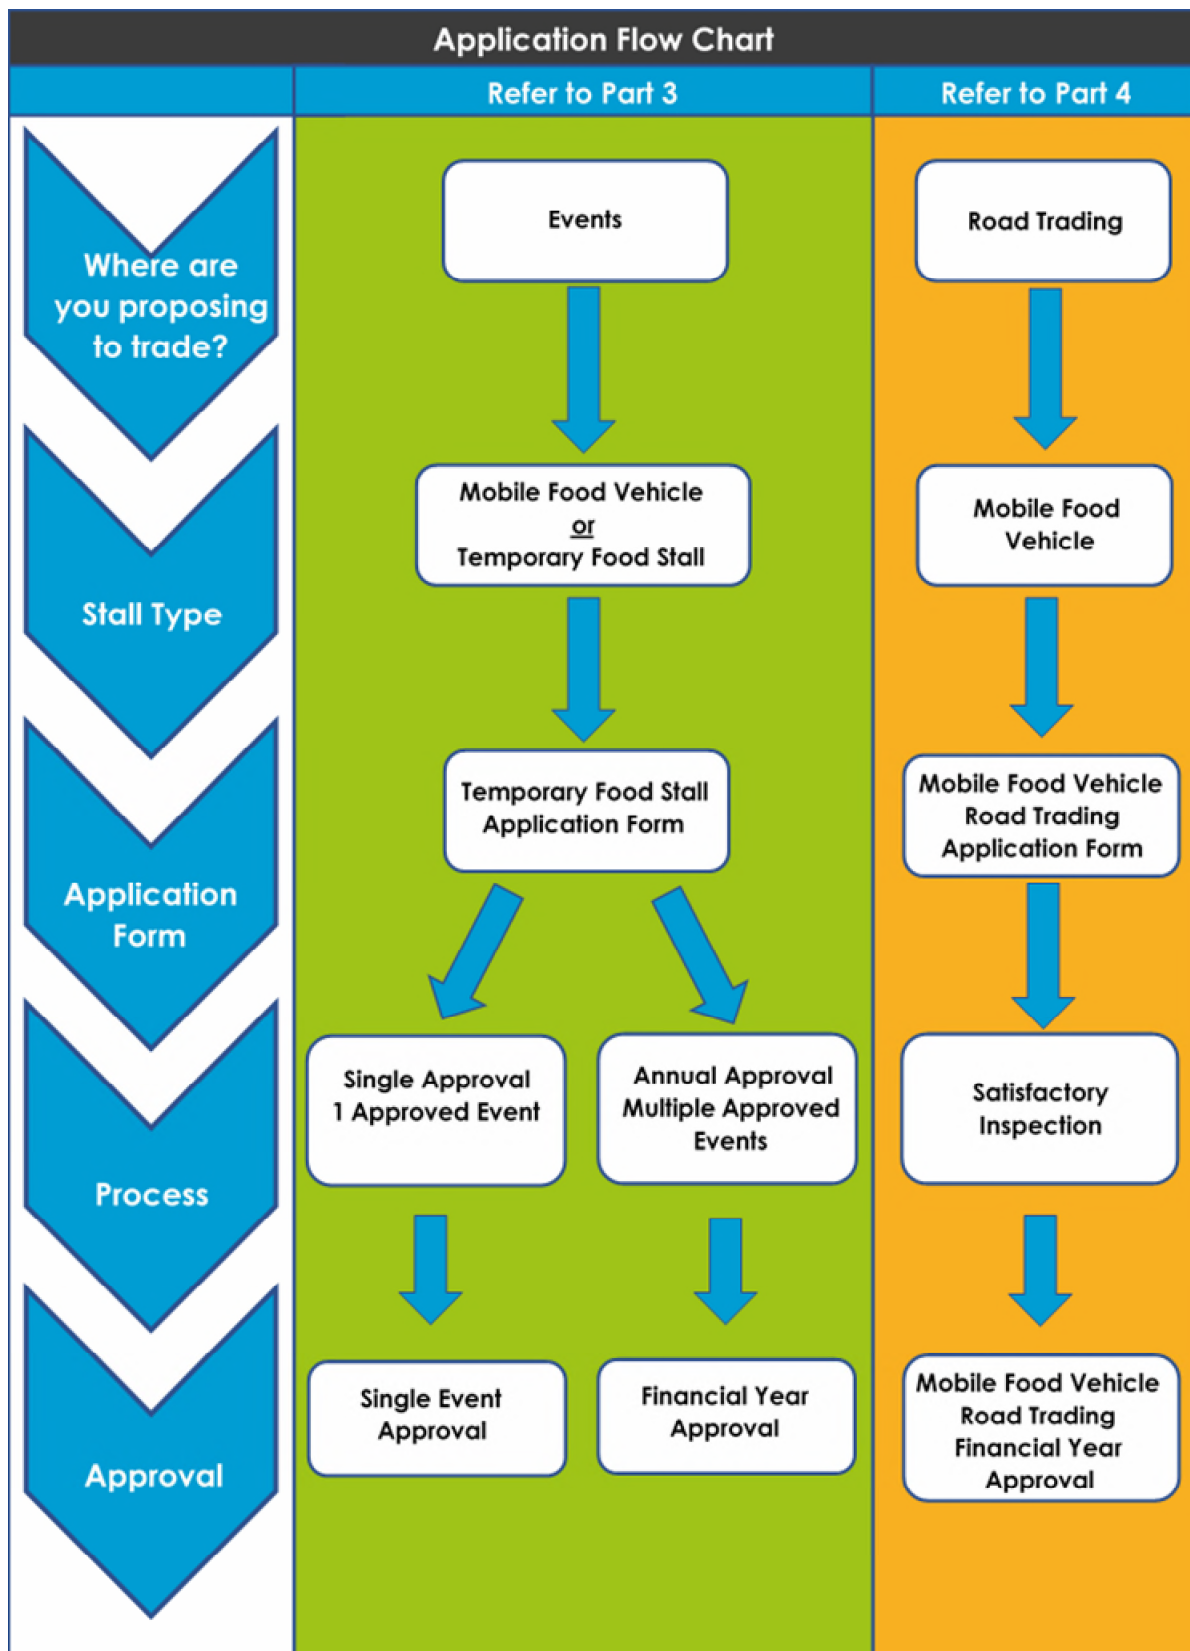 Application Flow Chart
Refer to Part 3
Refer to Part 4
Where are
you proposing
to trade?
Events
Road Trading
Stall Type
Mobile Food Vehicle
or
Temporary Food Stall
Mobile Food
Vehicle
Application
Form
Temporary Food Stall
Application Form
Mobile Food Vehicle
Road Trading
Application Form
Process
Single Approval
1 Approved Event
Annual Approval
Multiple Approved
Events
Satisfactory
Inspection
Approval
Single Event
Approval
Financial Year
Approval
Mobile Food Vehicle
Road Trading
Financial Year
Approval